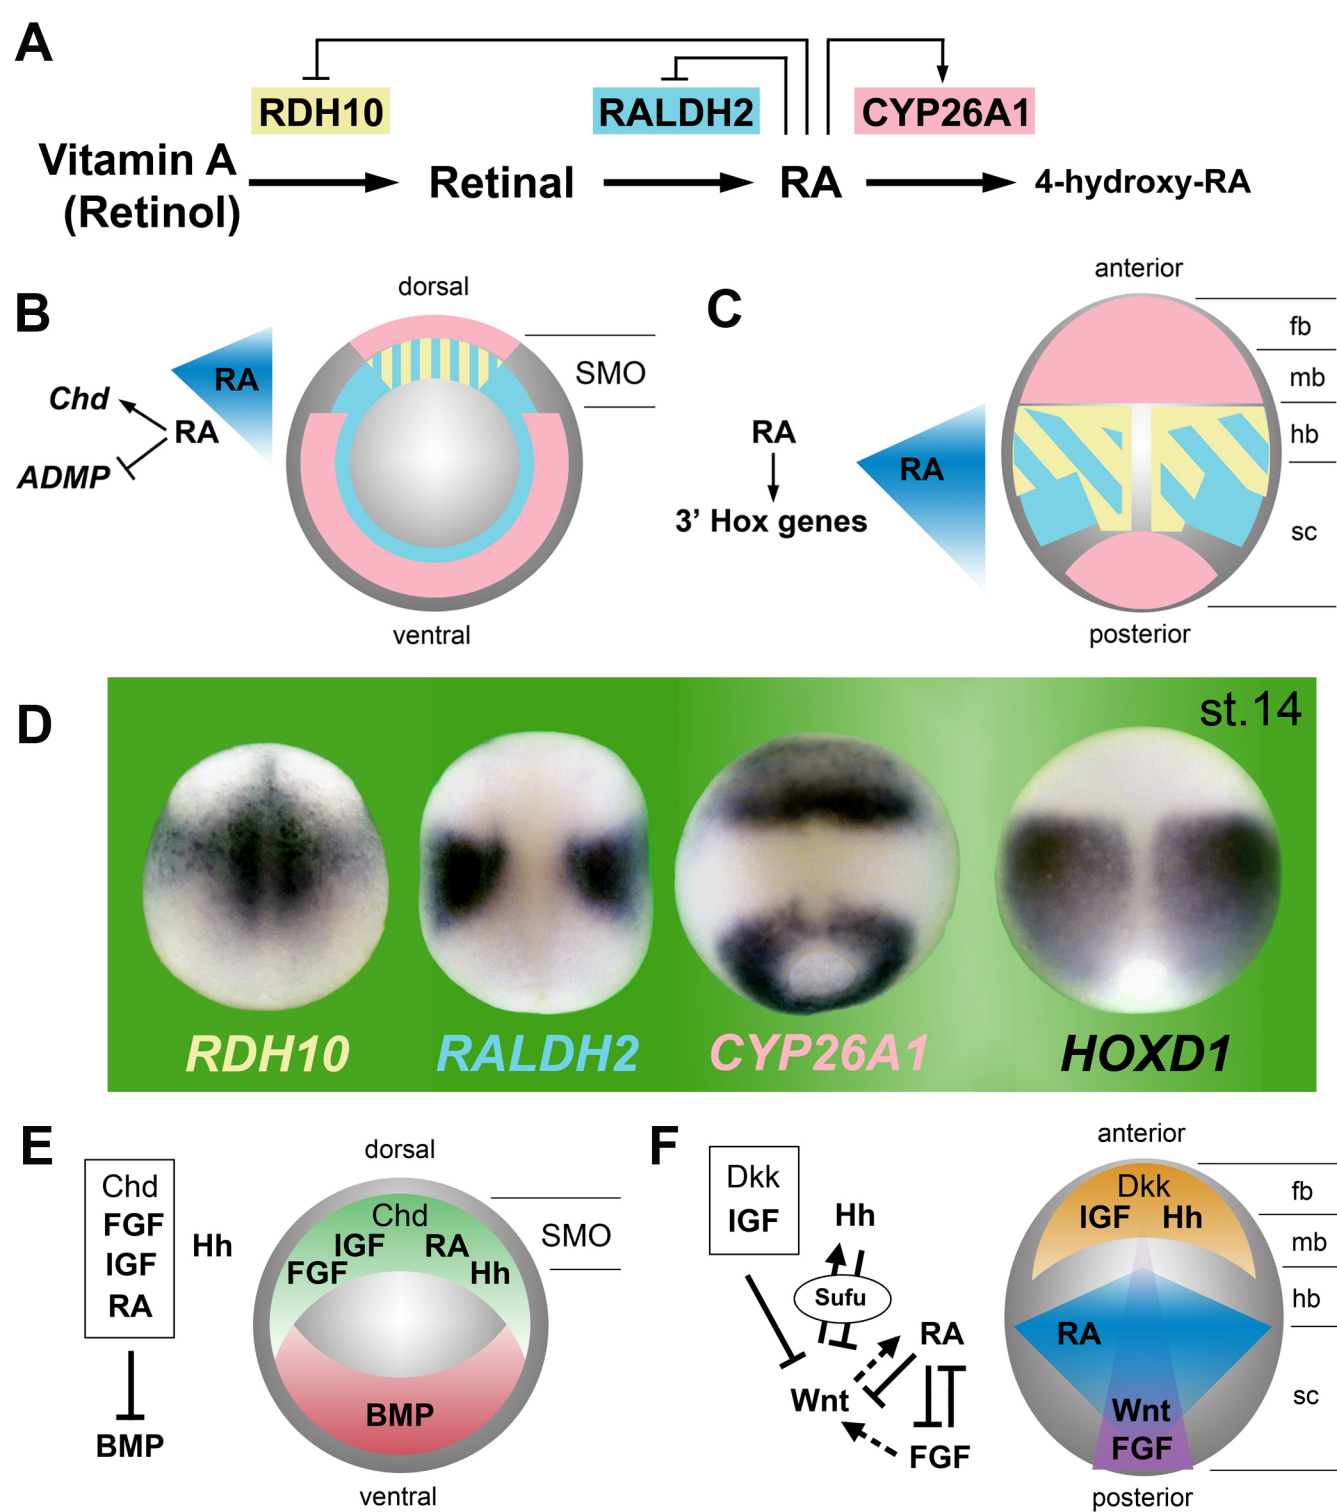 A
RDH10
RALDH2
CYP26A1
Vitamin A
(Retinol)
Retinal
RA
4-hydroxy-RA
B
dorsal
RA
Chd
RA
ADMP
SMO
ventral
C
anterior
fb
mb
hb
sc
RA
RA
3’ Hox genes
posterior
D
st.14
RDH10
RALDH2
CYP26A1
HOXD1
E
Chd
FGF
IGF
RA
Hh
BMP
dorsal
Chd
IGF RA
FGF Hh
SMO
BMP
ventral
F
Dkk
IGF
Hh
Sufu
RA
Wnt
FGF
anterior
Dkk
IGF Hh
fb
mb
hb
sc
RA
Wnt
FGF
posterior